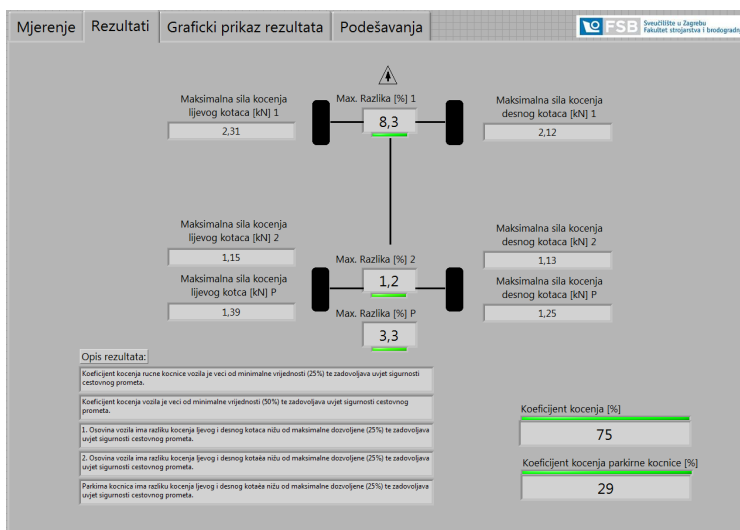 Mjerenje
Rezultati
Graficki prikaz rezultata
Podešavanja
FSB
Sveučilište u Zagrebu
Fakultet strojarstva i brodogradn
Maksimalna sila kocenja
lijevog kotaca [kN] 1
2,31
Max. Razlika [%] 1
8,3
Maksimalna sila kocenja
desnog kotaca [kN] 1
2,12
Maksimalna sila kocenja
lijevog kotaca [kN] 2
1,15
Max. Razlika [%] 2
1,2
Maksimalna sila kocenja
desnog kotaca [kN] 2
1,13
Maksimalna sila kocenja
lijevog kotca [kN] P
1,39
Max. Razlika [%] P
3,3
Maksimalna sila kocenja
desnog kotaca [kN] P
1,25
Opis rezultata:
Koeficijent kocenja rucne kocnice vozila je veci od minimalne vrijednosti (25%) te zadovoljava uvjet sigurnosti
cestovnog prometa.
Koeficijent kocenja vozila je veci od minimalne vrijednosti (50%) te zadovoljava uvjet sigurnosti cestovnog
prometa.
1. Osovina vozila ima razliku kocenja ljevog i desnog kotaca nižu od maksimalne dozvoljene (25%) te zadovoljava
uvjet sigurnosti cestovnog prometa.
2. Osovina vozila ima razliku kocenja ljevog i desnog kotaèa nižu od maksimalne dozvoljene (25%) te zadovoljava
uvjet sigurnosti cestovnog prometa.
Parkirna kocnica ima razliku kocenja ljevog i desnog kotaèa nižu od maksimalne dozvoljene (25%) te zadovoljava
uvjet sigurnosti cestovnog prometa.
Koeficijent kocenja [%]
75
Koeficijent kocenja parkirne kocnice [%]
29